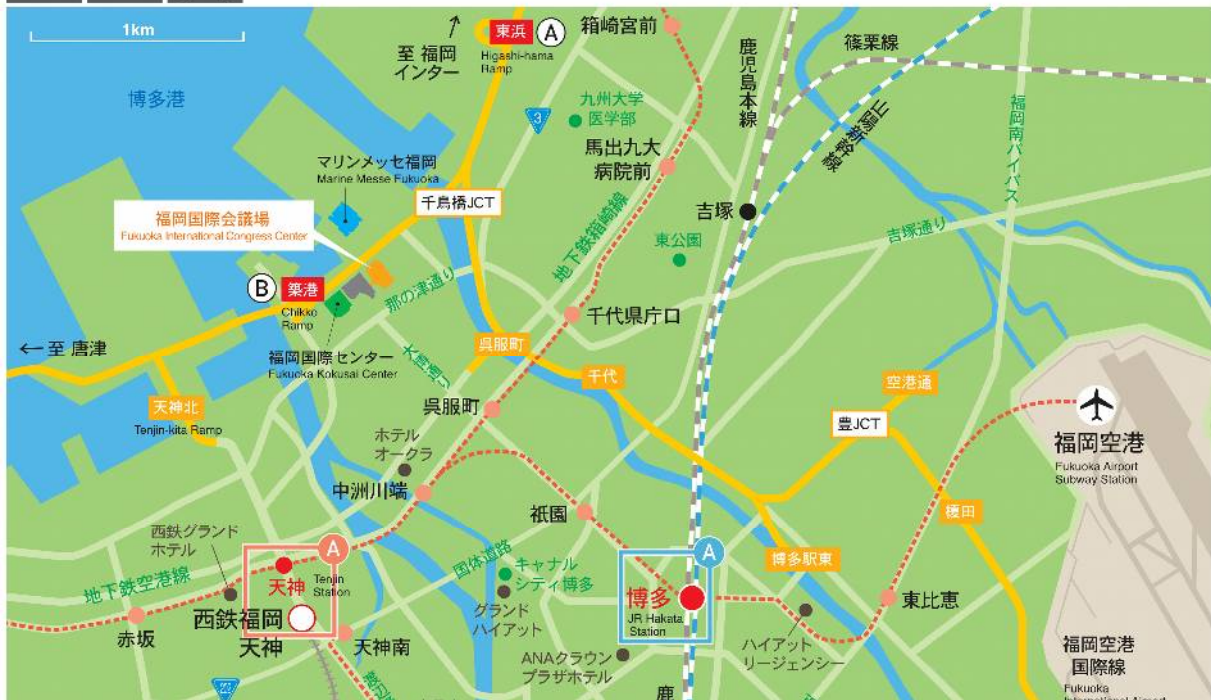 1km
博多港
至 福岡
インター
東浜
A
Higashi-hama
Ramp
箱崎宮前
鹿児島本線
篠栗線
山陽新幹線
福岡南バイパス
3
九州大学
医学部
馬出九大
病院前
マリンメッセ福岡
Marine Messe Fukuoka
千鳥橋JCT
福岡国際会議場
Fukuoka International Congress Center
地下鉄箱崎線
吉塚
東公園
吉塚通り
B
築港
Chikko
Ramp
那の津通り
千代県庁口
←至 唐津
福岡国際センター
Fukuoka Kokusai Center
大博通り
呉服町
千代
空港通
天神北
Tenjin-kita Ramp
呉服町
豊JCT
福岡空港
Fukuoka Airport
Subway Station
ホテル
オークラ
中洲川端
祇園
榎田
西鉄グランド
ホテル
A
国体道路
キャナル
シティ博多
A
博多駅東
地下鉄空港線
天神
Tenjin
Station
グランド
ハイアット
博多
JR Hakata
Station
東比恵
赤坂
西鉄福岡
天神
天神南
ANAクラウン
プラザホテル
ハイアット
リージェンシー
福岡空港
国際線
Fukuoka
鹿